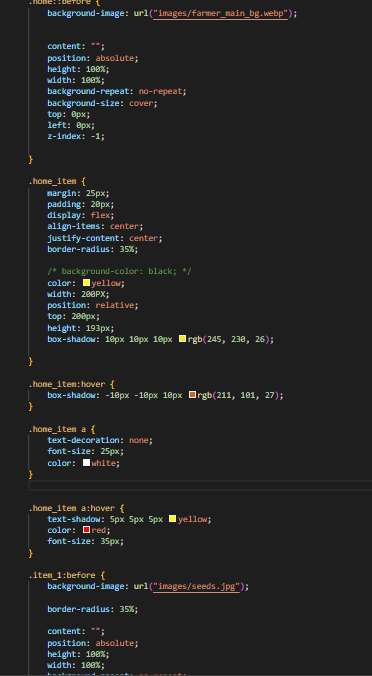 .home::before {
background-image: url("images/farmer_main_bg.webp");
content: "";
position: absolute;
height: 100%;
width: 100%;
background-repeat: no-repeat;
background-size: cover;
top: 0px;
left: 0px;
z-index: -1;
}
.home_item {
margin: 25px;
padding: 20px;
display: flex;
align-items: center;
justify-content: center;
border-radius: 35%;
/* background-color: black; */
color: yellow;
width: 200PX;
position: relative;
top: 200px;
height: 193px;
box-shadow: 10px 10px 10px rgb(245, 230, 26);
}
.home_item:hover {
box-shadow: -10px -10px 10px rgb(211, 101, 27);
}
.home_item a {
text-decoration: none;
font-size: 25px;
color: white;
}
.home_item a:hover {
text-shadow: 5px 5px 5px yellow;
color: red;
font-size: 35px;
}
.item_1:before {
background-image: url("images/seeds.jpg");
border-radius: 35%;
content: "";
position: absolute;
height: 100%;
width: 100%;
background-repeat: no-repeat;